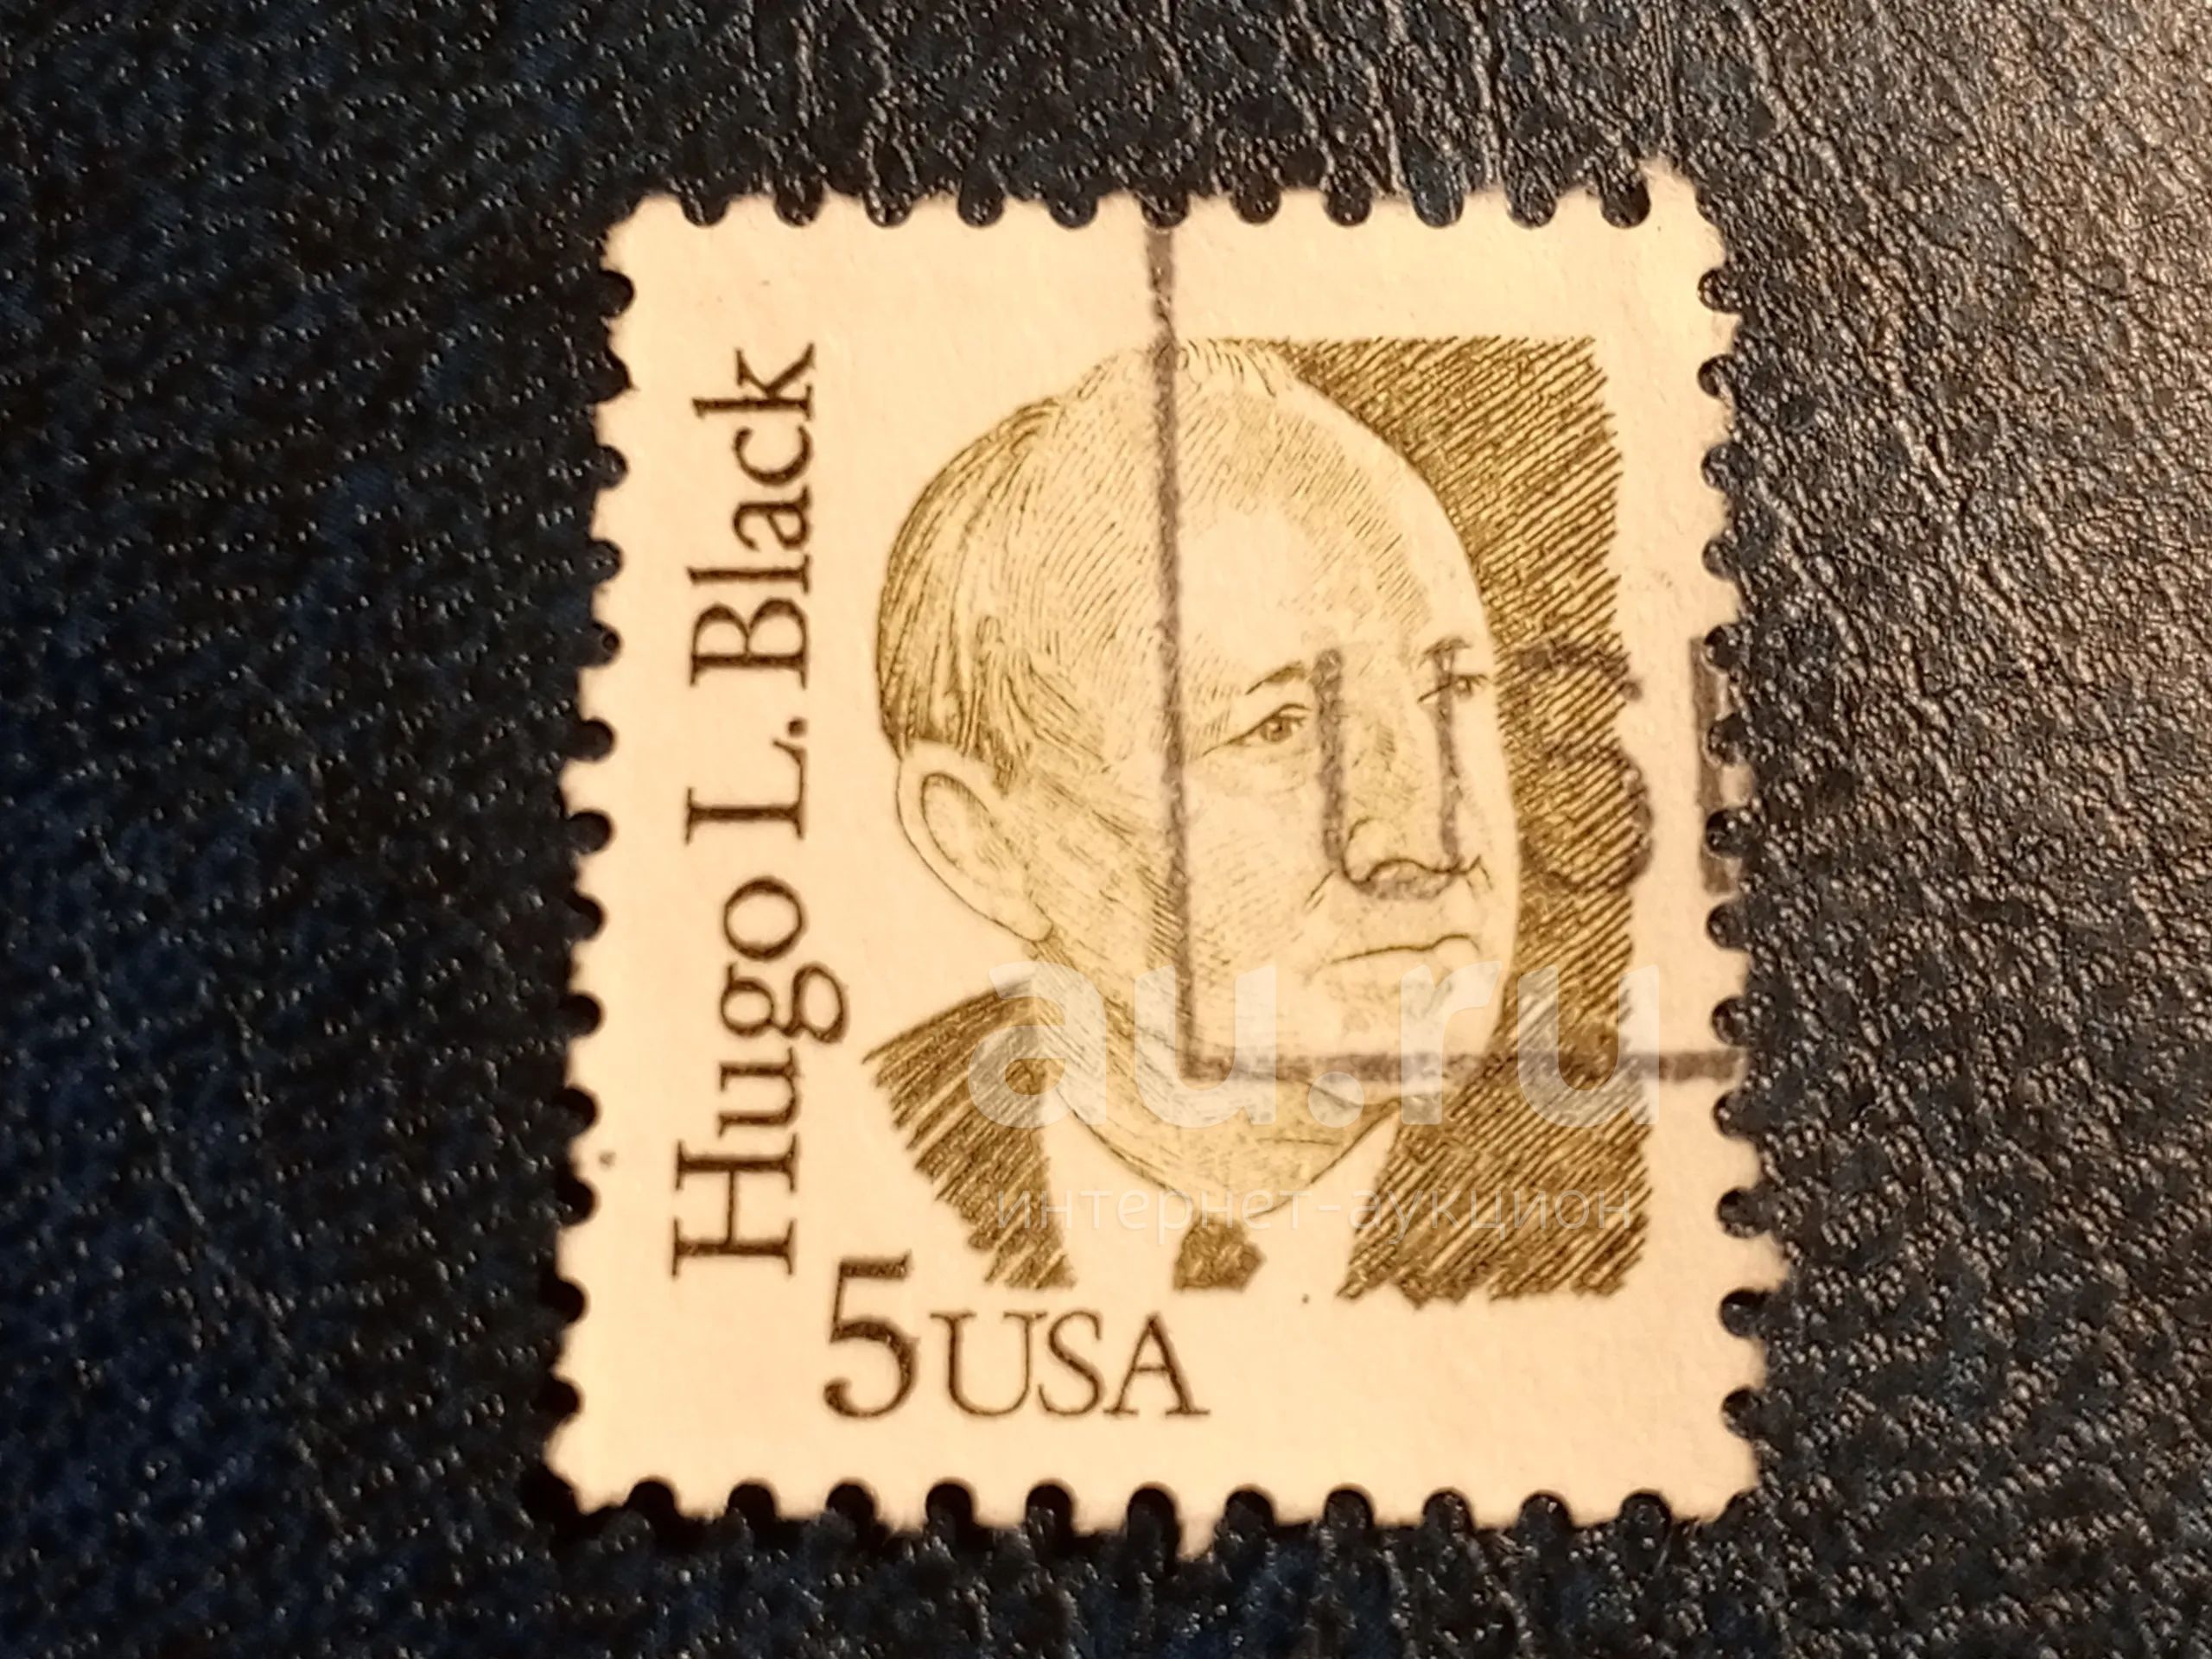 Hugo L. Black
U.S.
au.ru
интернет-аукцион
5USA